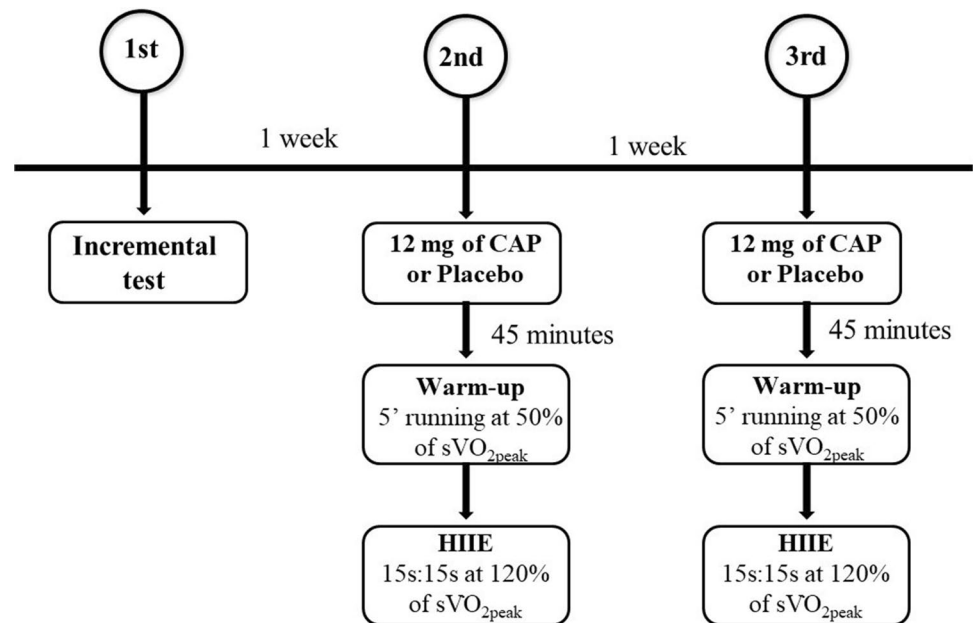 1st
2nd
3rd
1 week
1 week
Incremental
test
12 mg of CAP
or Placebo
12 mg of CAP
or Placebo
45 minutes
45 minutes
Warm-up
5’ running at 50%
of sVO2peak
Warm-up
5’ running at 50%
of sVO2peak
HIIE
15s:15s at 120%
of sVO2peak
HIIE
15s:15s at 120%
of sVO2peak